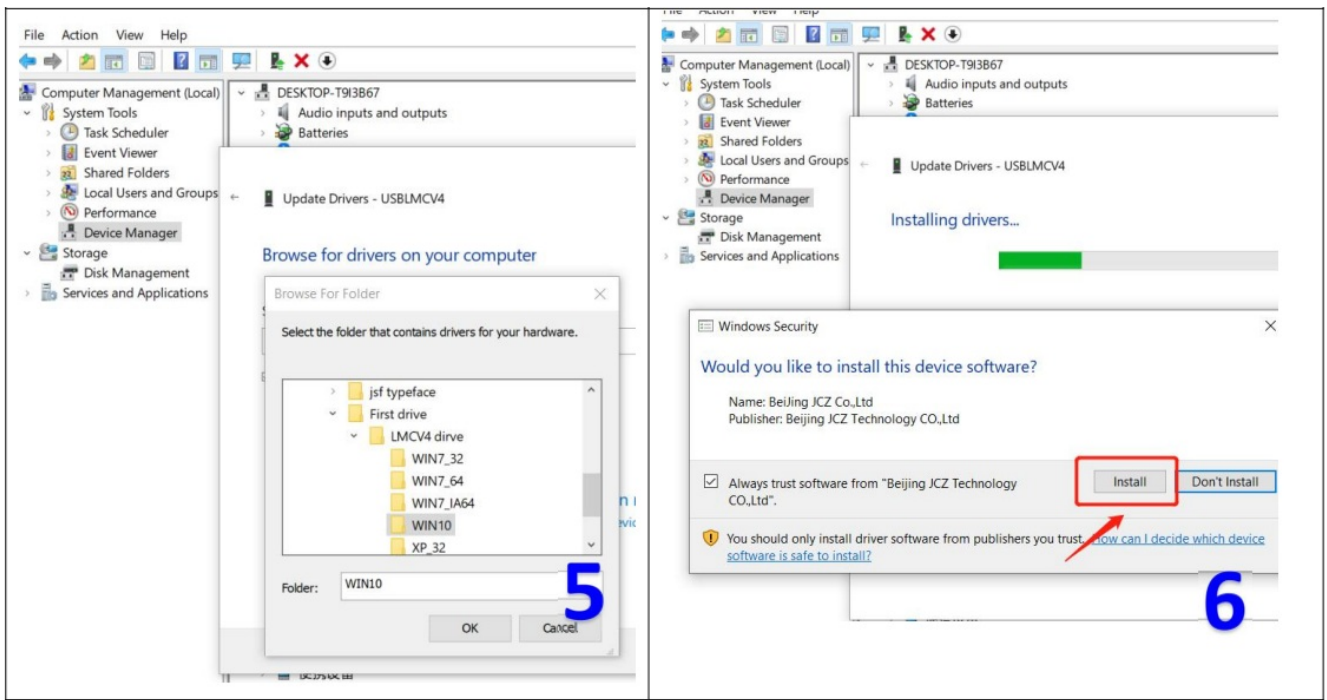 File Action View Help
Computer Management (Local)
System Tools
Task Scheduler
Event Viewer
Shared Folders
Local Users and Groups
Performance
Device Manager
Storage
Disk Management
Services and Applications
DESKTOP-T9I3B67
Audio inputs and outputs
Batteries
Update Drivers - USBLMCV4
Browse for drivers on your computer
Browse For Folder
Select the folder that contains drivers for your hardware.
jsf typeface
First drive
LMCV4 dirve
WIN7_32
WIN7_64
WIN7_IA64
WIN10
XP_32
Folder: WIN10
OK Cancel
5
File Action View Help
Computer Management (Local)
System Tools
Task Scheduler
Event Viewer
Shared Folders
Local Users and Groups
Performance
Device Manager
Storage
Disk Management
Services and Applications
DESKTOP-T9I3B67
Audio inputs and outputs
Batteries
Update Drivers - USBLMCV4
Installing drivers...
Windows Security
Would you like to install this device software?
Name: BeiJing JCZ Co.,Ltd
Publisher: Beijing JCZ Technology CO.,Ltd
Always trust software from "Beijing JCZ Technology
CO.,Ltd".
Install Don't Install
You should only install driver software from publishers you trust. How can I decide which device
software is safe to install?
6